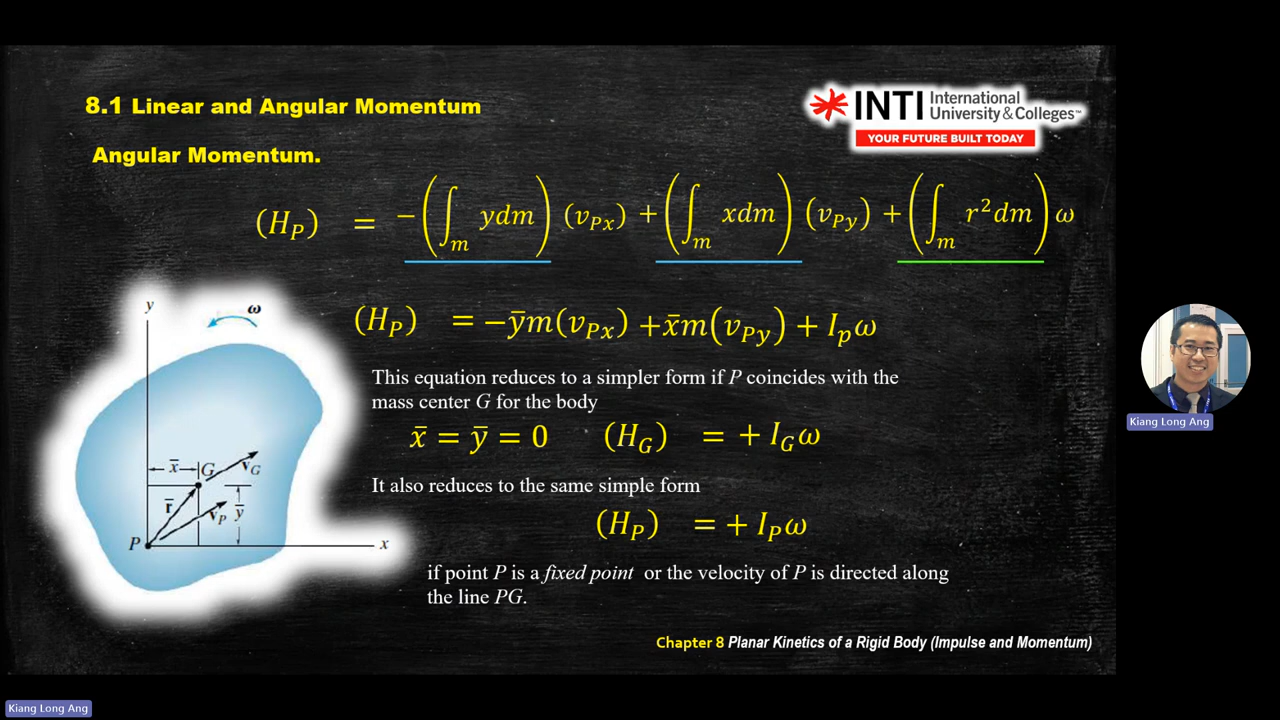 8.1 Linear and Angular Momentum
INTI International University & Colleges™
YOUR FUTURE BUILT TODAY
Angular Momentum.
(H_P) = −(∫_m ydm)(v_Px) + (∫_m xdm)(v_Py) + (∫_m r²dm)ω
(H_P) = −ȳm(v_Px) + x̄m(v_Py) + I_pω
This equation reduces to a simpler form if P coincides with the
mass center G for the body
x̄ = ȳ = 0 (H_G) = + I_Gω
It also reduces to the same simple form
(H_P) = + I_Pω
if point P is a fixed point or the velocity of P is directed along
the line PG.
y
ω
x̄
G
v_G
r̄
v_P
ȳ
P
x
Chapter 8 Planar Kinetics of a Rigid Body (Impulse and Momentum)
Kiang Long Ang
Kiang Long Ang